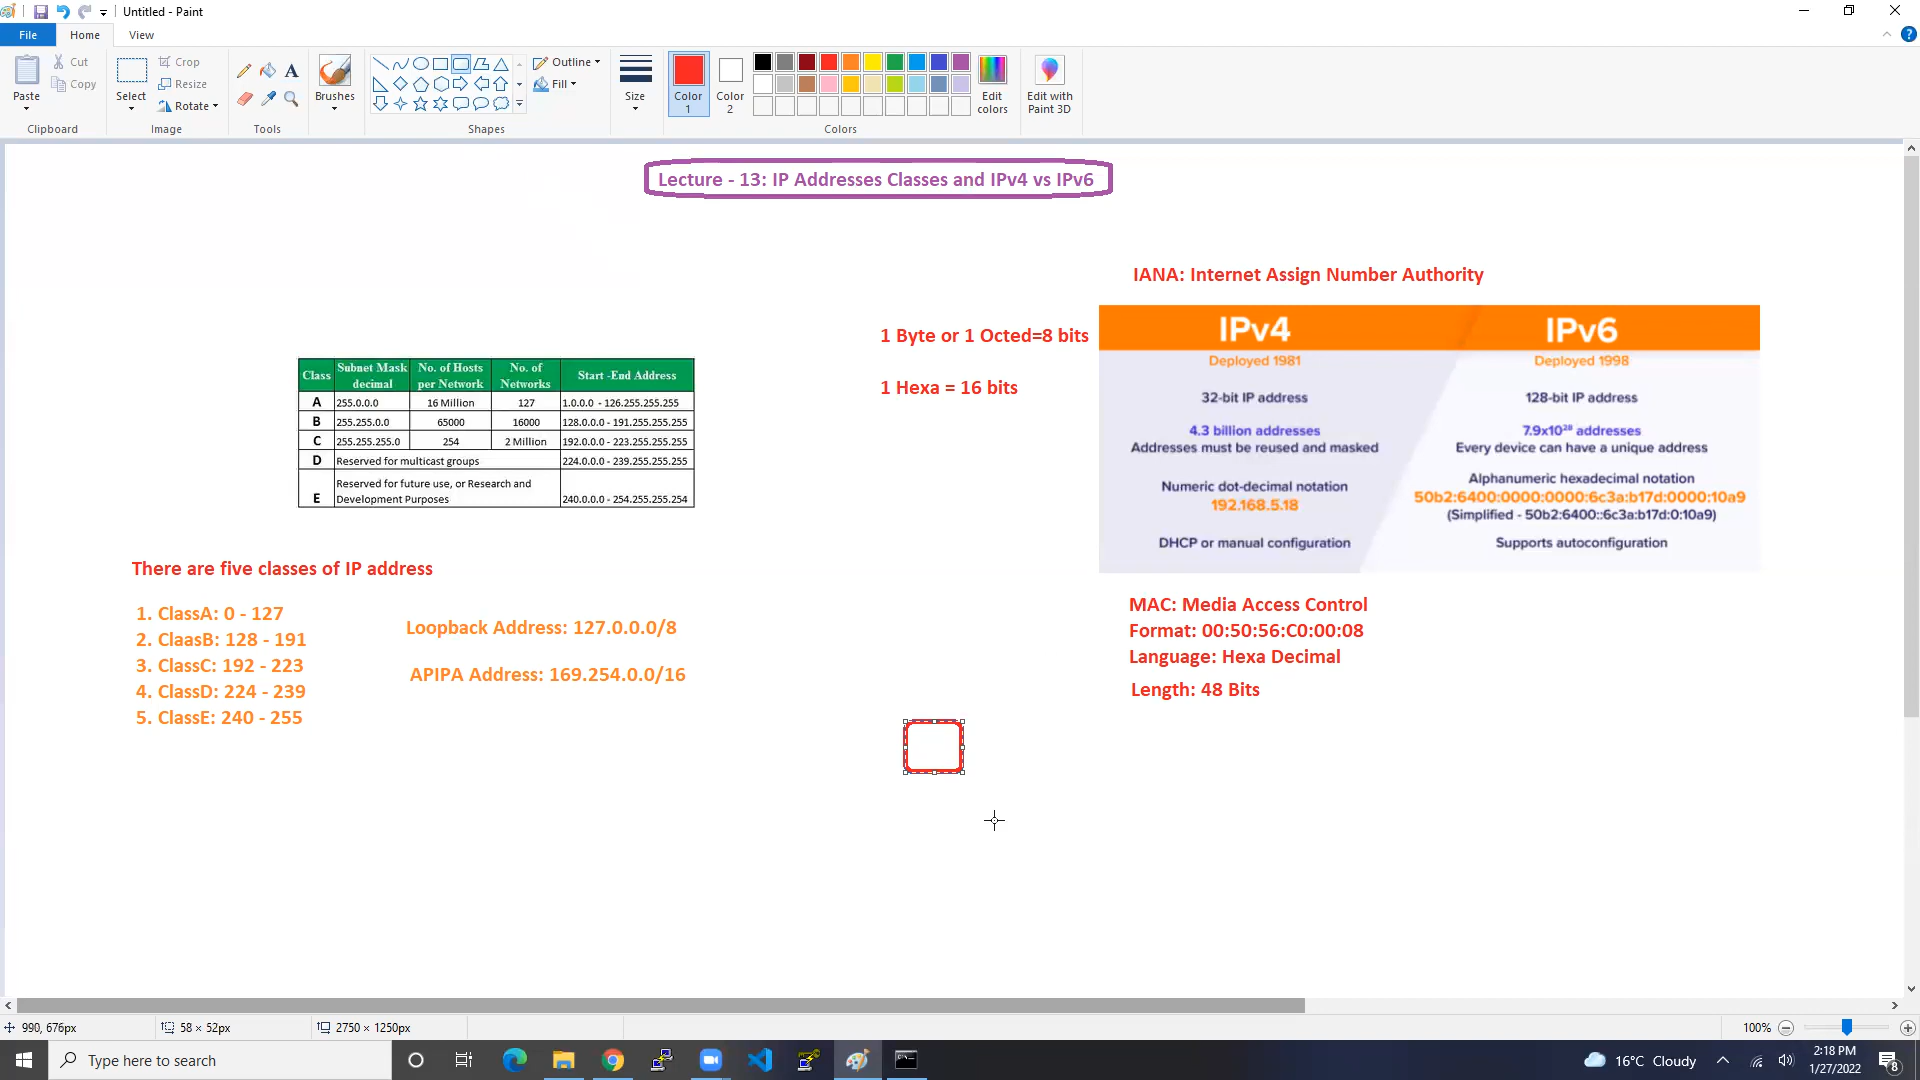 Untitled - Paint
File
Home
View
Paste
Cut
Copy
Clipboard
Select
Crop
Resize
Rotate
Image
Tools
Brushes
Shapes
Outline
Fill
Size
Color 1
Color 2
Edit colors
Edit with Paint 3D
Colors
Lecture - 13: IP Addresses Classes and IPv4 vs IPv6
IANA: Internet Assign Number Authority
1 Byte or 1 Octed=8 bits
1 Hexa = 16 bits
Class Subnet Mask decimal No. of Hosts per Network No. of Networks Start -End Address
A 255.0.0.0 16 Million 127 1.0.0.0 - 126.255.255.255
B 255.255.0.0 65000 16000 128.0.0.0 - 191.255.255.255
C 255.255.255.0 254 2 Million 192.0.0.0 - 223.255.255.255
D Reserved for multicast groups 224.0.0.0 - 239.255.255.255
E Reserved for future use, or Research and Development Purposes 240.0.0.0 - 254.255.255.254
IPv4
Deployed 1981
32-bit IP address
4.3 billion addresses
Addresses must be reused and masked
Numeric dot-decimal notation
192.168.5.18
DHCP or manual configuration
IPv6
Deployed 1998
128-bit IP address
7.9x10²⁸ addresses
Every device can have a unique address
Alphanumeric hexadecimal notation
50b2:6400:0000:0000:6c3a:b17d:0000:10a9
(Simplified - 50b2:6400::6c3a:b17d:0:10a9)
Supports autoconfiguration
There are five classes of IP address
1. ClassA: 0 - 127
2. ClaasB: 128 - 191
3. ClassC: 192 - 223
4. ClassD: 224 - 239
5. ClassE: 240 - 255
Loopback Address: 127.0.0.0/8
APIPA Address: 169.254.0.0/16
MAC: Media Access Control
Format: 00:50:56:C0:00:08
Language: Hexa Decimal
Length: 48 Bits
990, 676px
58 × 52px
2750 × 1250px
100%
Type here to search
16°C Cloudy
2:18 PM
1/27/2022
8